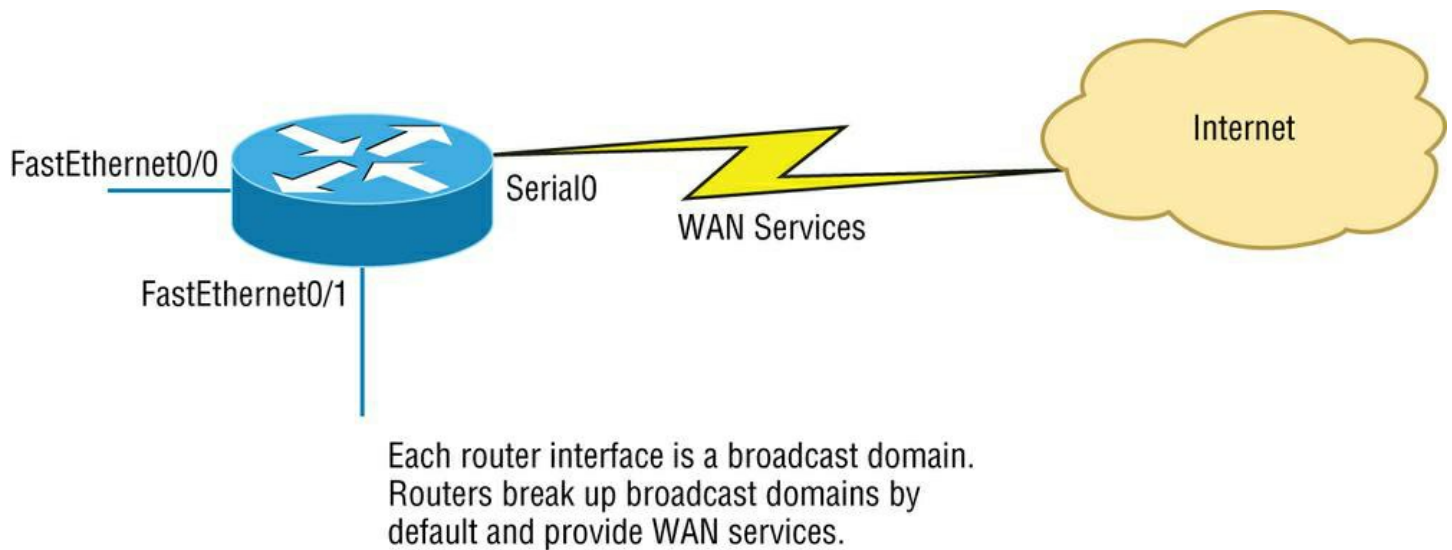 Internet
FastEthernet0/0
Serial0
WAN Services
FastEthernet0/1
Each router interface is a broadcast domain.
Routers break up broadcast domains by
default and provide WAN services.